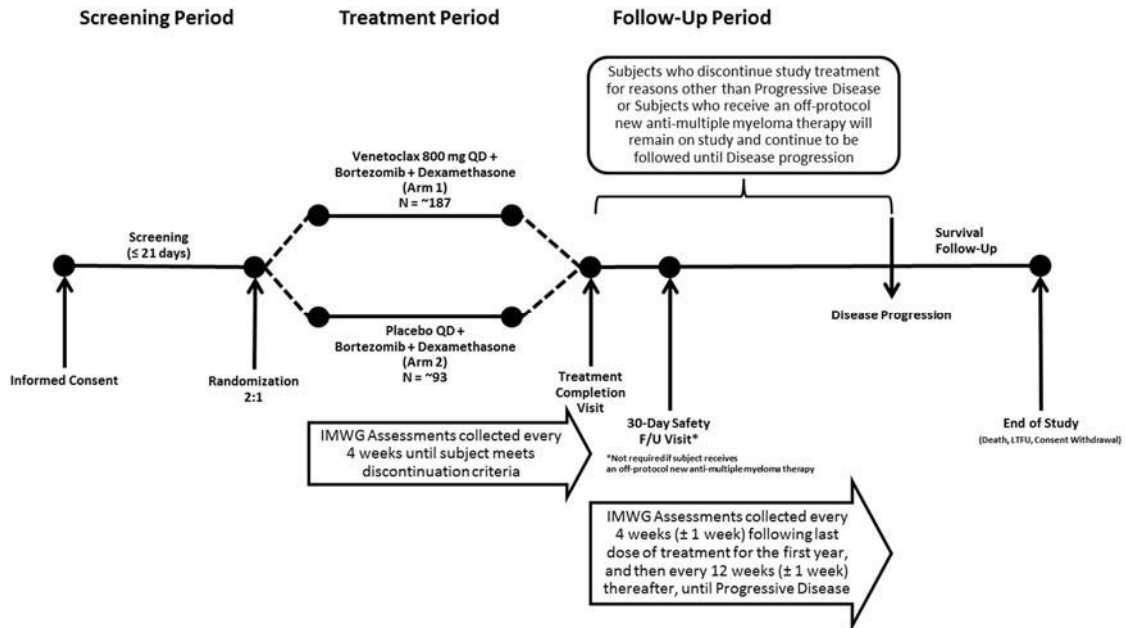 Screening Period
Treatment Period
Follow-Up Period
Subjects who discontinue study treatment
for reasons other than Progressive Disease
or Subjects who receive an off-protocol
new anti-multiple myeloma therapy will
remain on study and continue to be
followed until Disease progression
Venetoclax 800 mg QD +
Bortezomib + Dexamethasone
(Arm 1)
N = ~187
Screening
(≤ 21 days)
Survival
Follow-Up
Placebo QD +
Bortezomib + Dexamethasone
(Arm 2)
N = ~93
Disease Progression
Informed Consent
Randomization
2:1
Treatment
Completion
Visit
30-Day Safety
F/U Visit*
*Not required if subject receives
an off-protocol new anti-multiple myeloma therapy
End of Study
(Death, LTFU, Consent Withdrawal)
IMWG Assessments collected every
4 weeks until subject meets
discontinuation criteria
IMWG Assessments collected every
4 weeks (± 1 week) following last
dose of treatment for the first year,
and then every 12 weeks (± 1 week)
thereafter, until Progressive Disease